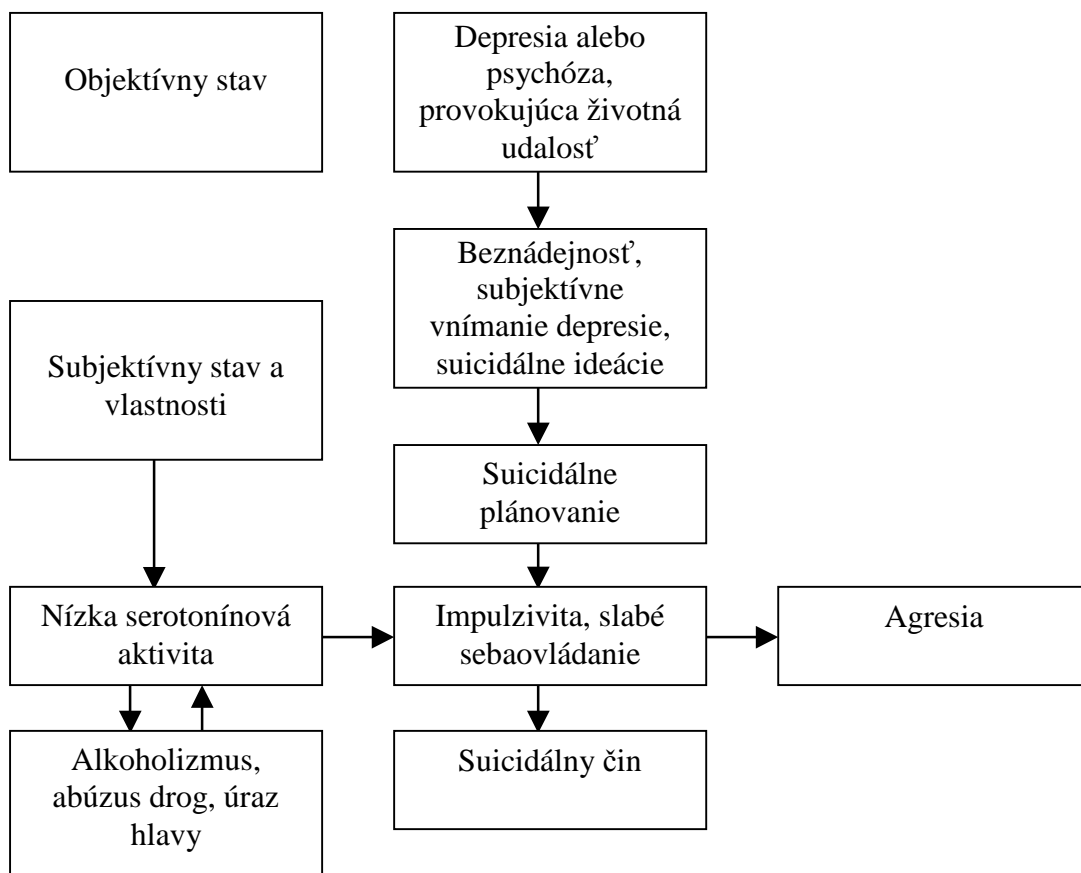 Objektívny stav
Depresia alebo
psychóza,
provokujúca životná
udalosť
Beznádejnosť,
subjektívne
vnímanie depresie,
suicidálne ideácie
Subjektívny stav a
vlastnosti
Suicidálne
plánovanie
Nízka serotonínová
aktivita
Impulzivita, slabé
sebaovládanie
Agresia
Alkoholizmus,
abúzus drog, úraz
hlavy
Suicidálny čin